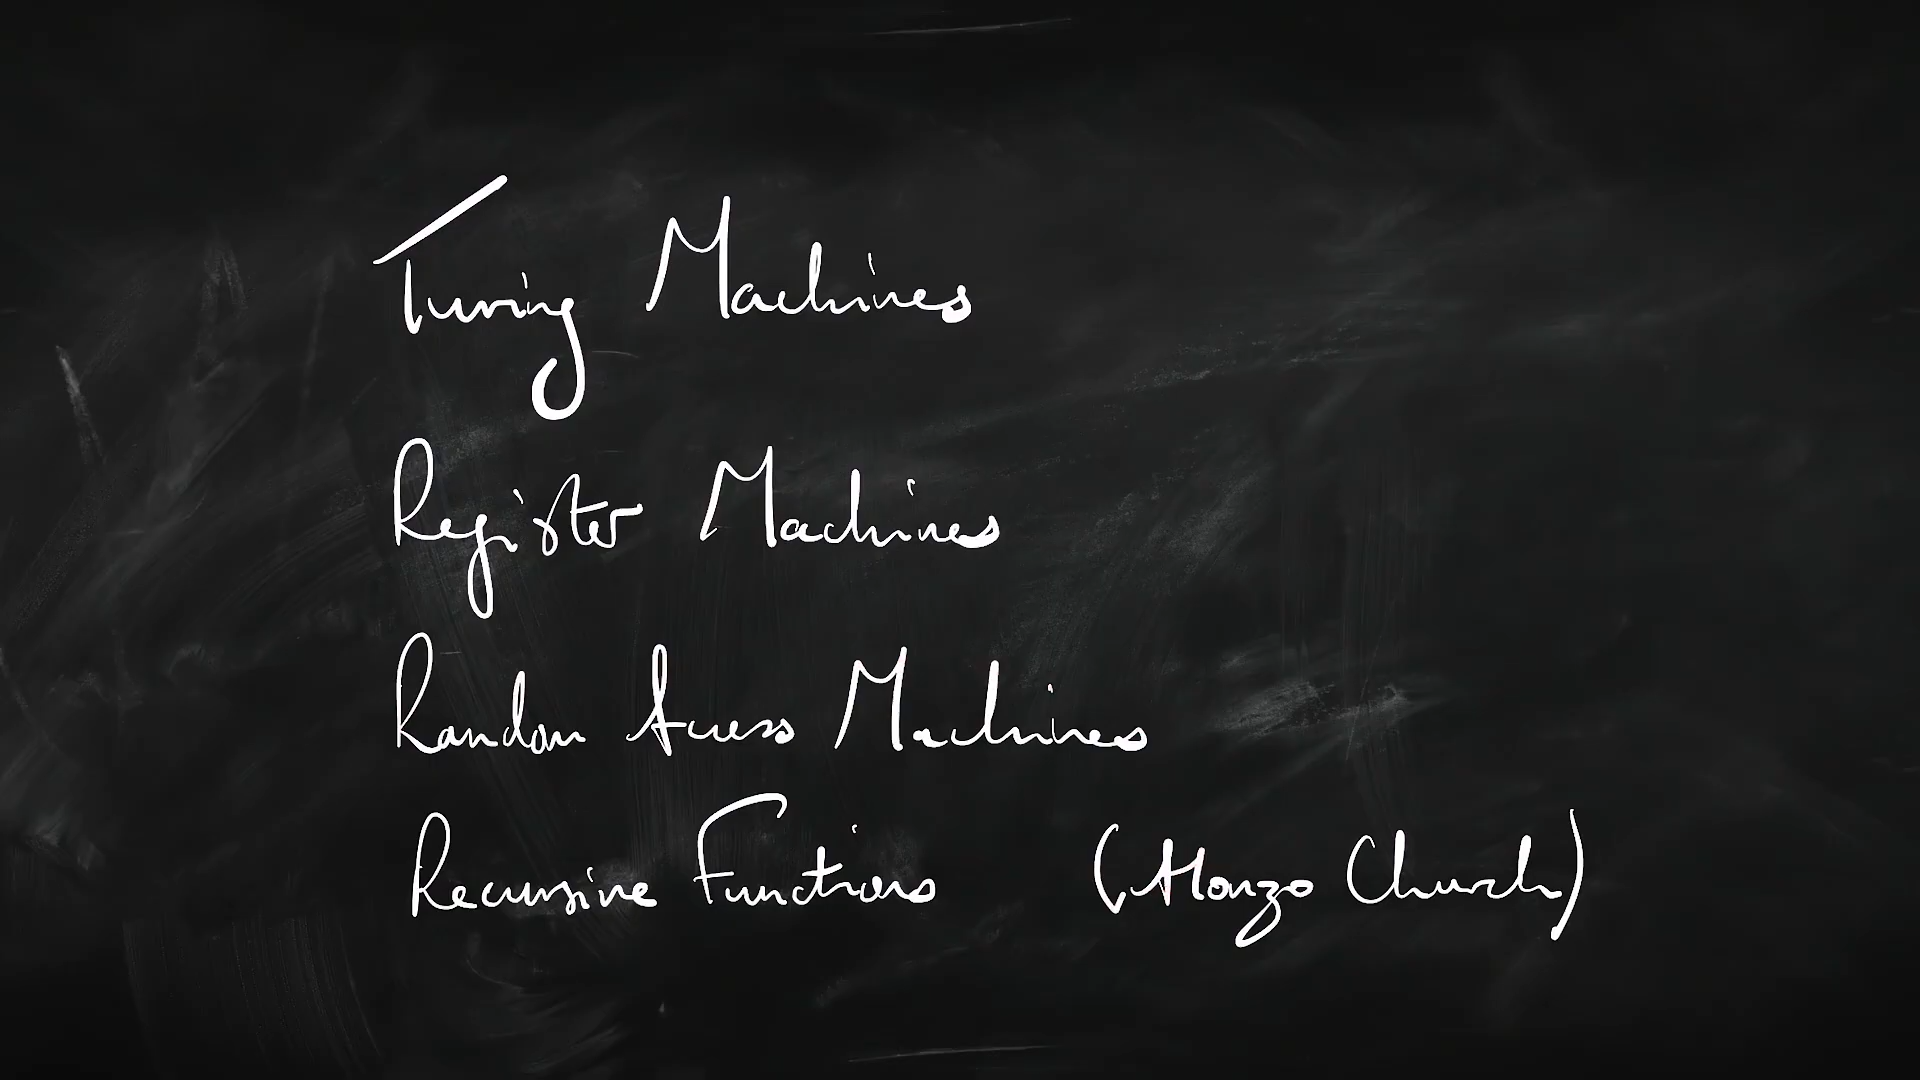 Turing Machines
Register Machines
Random Access Machines
Recursive Functions (Alonzo Church)